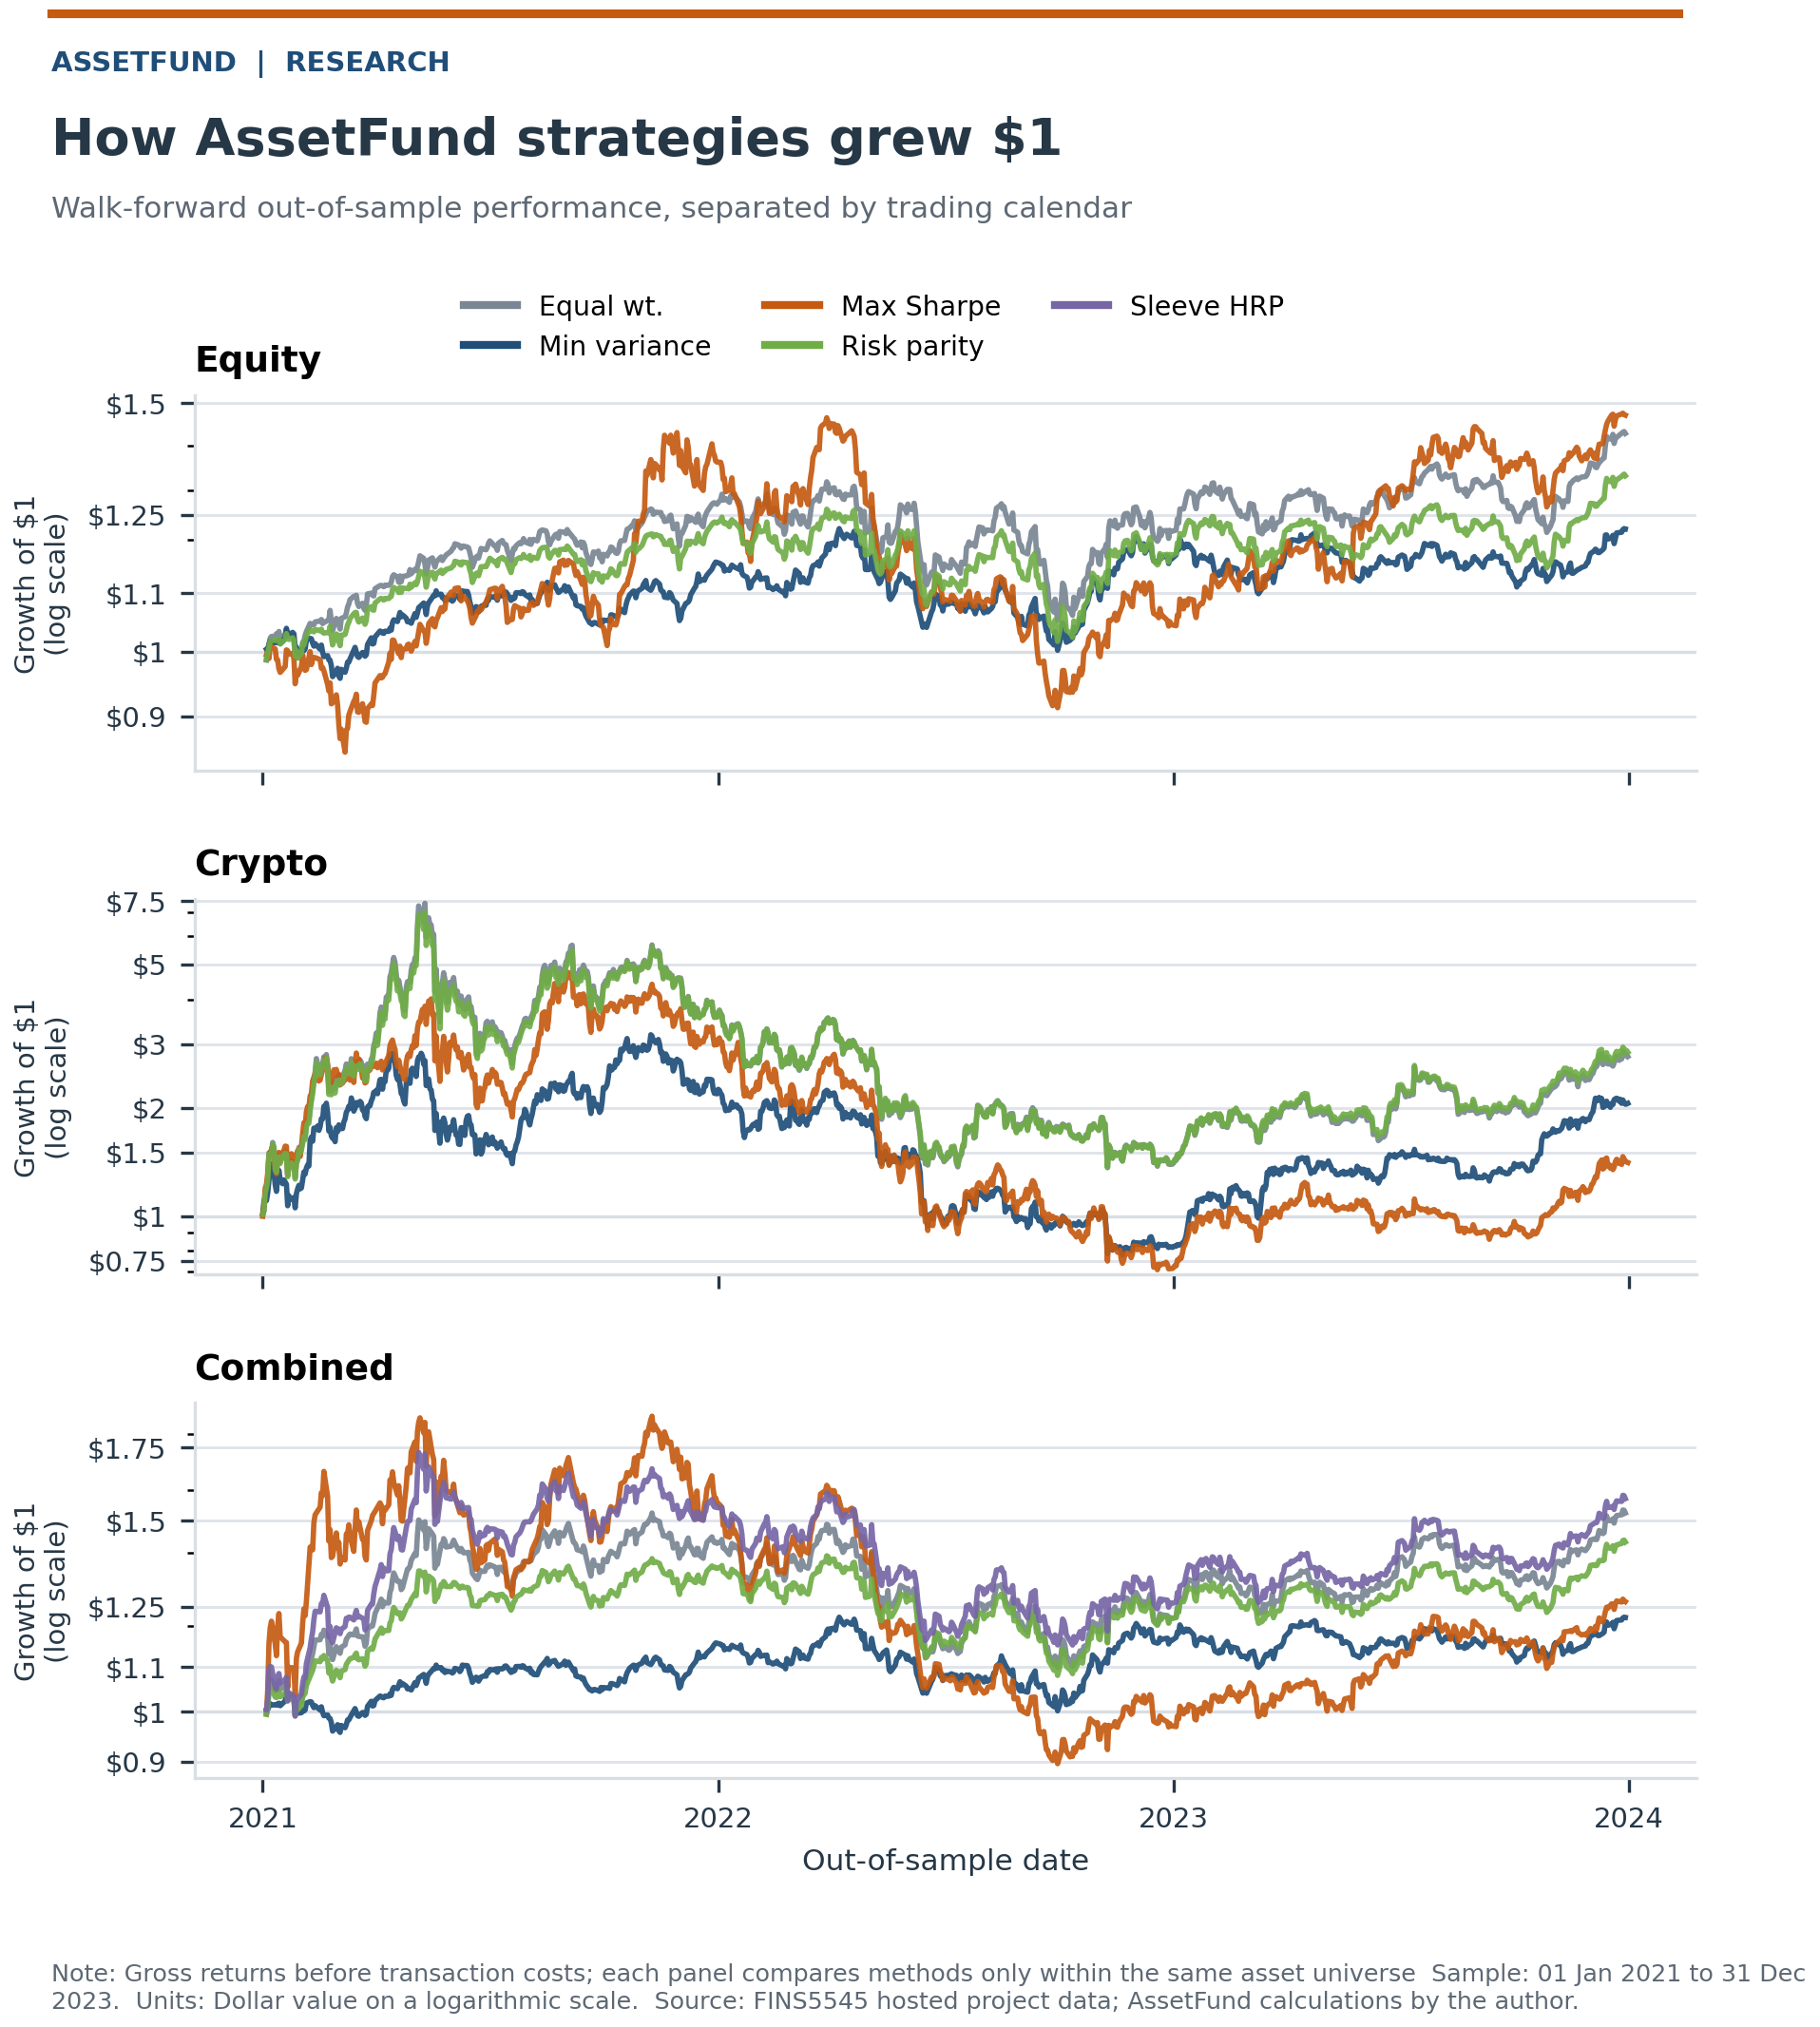 ASSETFUND | RESEARCH
How AssetFund strategies grew $1
Walk-forward out-of-sample performance, separated by trading calendar
Equal wt.
Max Sharpe
Sleeve HRP
Min variance
Risk parity
Equity
Growth of $1
(log scale)
$1.5
$1.25
$1.1
$1
$0.9
Crypto
Growth of $1
(log scale)
$7.5
$5
$3
$2
$1.5
$1
$0.75
Combined
Growth of $1
(log scale)
$1.75
$1.5
$1.25
$1.1
$1
$0.9
2021
2022
2023
2024
Out-of-sample date
Note: Gross returns before transaction costs; each panel compares methods only within the same asset universe  Sample: 01 Jan 2021 to 31 Dec
2023.  Units: Dollar value on a logarithmic scale.  Source: FINS5545 hosted project data; AssetFund calculations by the author.